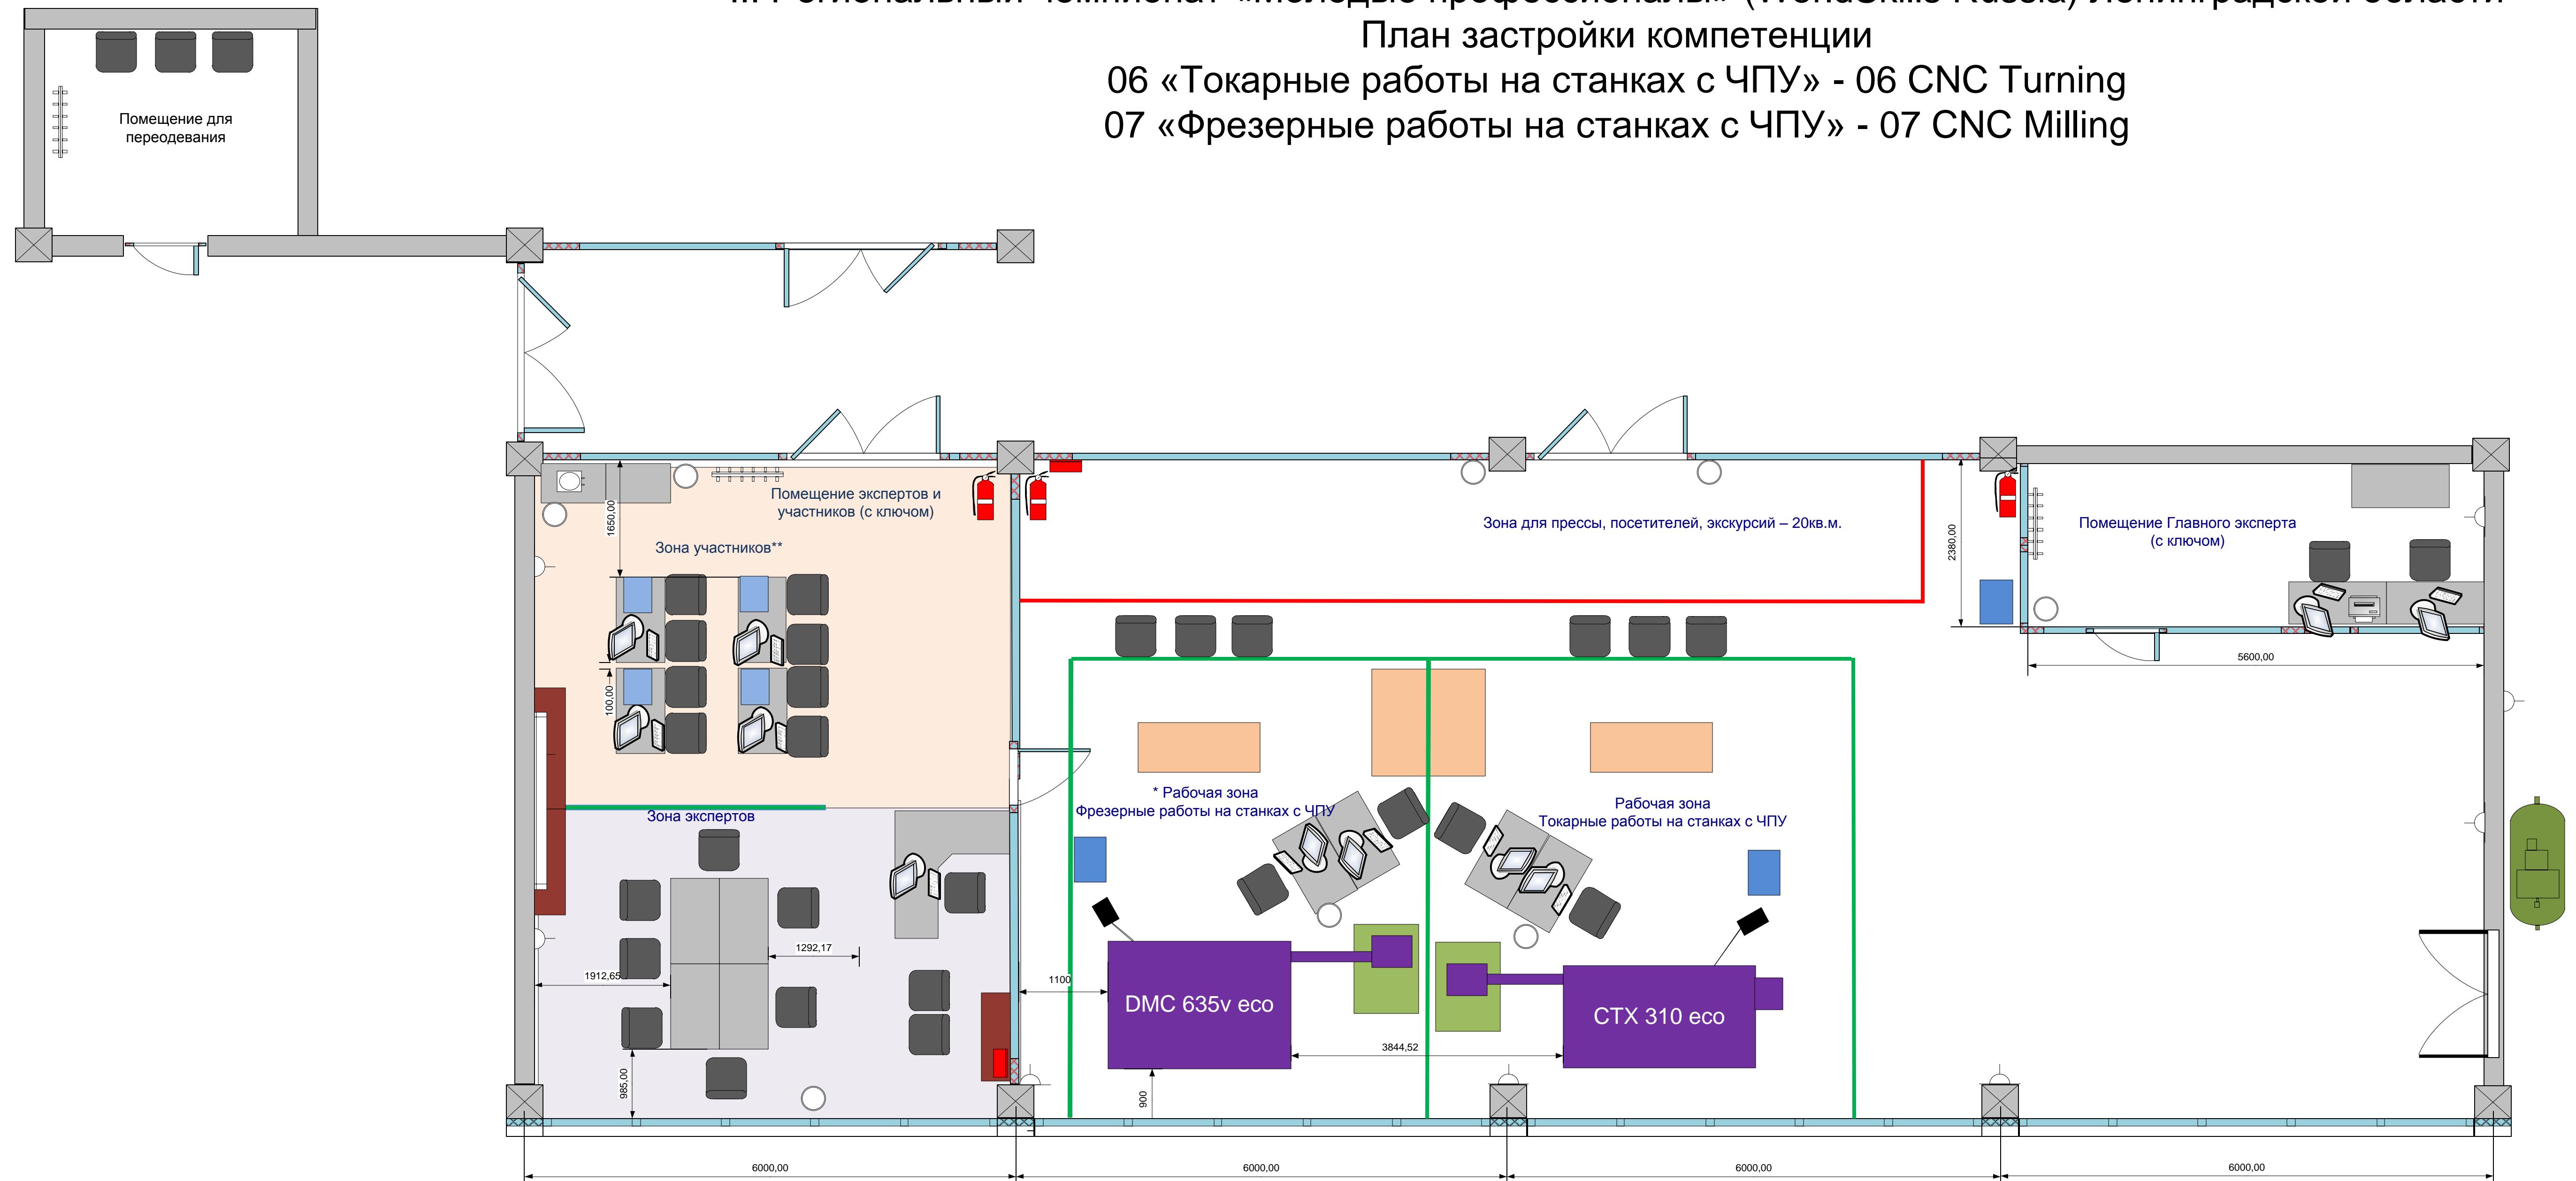 План застройки компетенции
06 «Токарные работы на станках с ЧПУ» - 06 CNC Turning
07 «Фрезерные работы на станках с ЧПУ» - 07 CNC Milling
Помещение для
переодевания
Помещение экспертов и
участников (с ключом)
1650,00
Зона участников**
Зона для прессы, посетителей, экскурсий – 20кв.м.
2380,00
Помещение Главного эксперта
(с ключом)
5600,00
100,00
* Рабочая зона
Фрезерные работы на станках с ЧПУ
Рабочая зона
Токарные работы на станках с ЧПУ
Зона экспертов
1292,17
1912,65
1100
DMC 635v eco
CTX 310 eco
3844,52
985,00
900
6000,00
6000,00
6000,00
6000,00